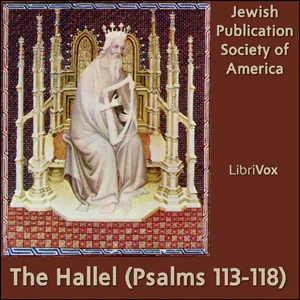 Jewish
Publication
Society of
America
LibriVox
The Hallel (Psalms 113-118)